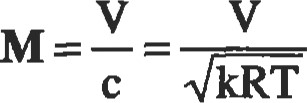 M = V/c = V/√kRT